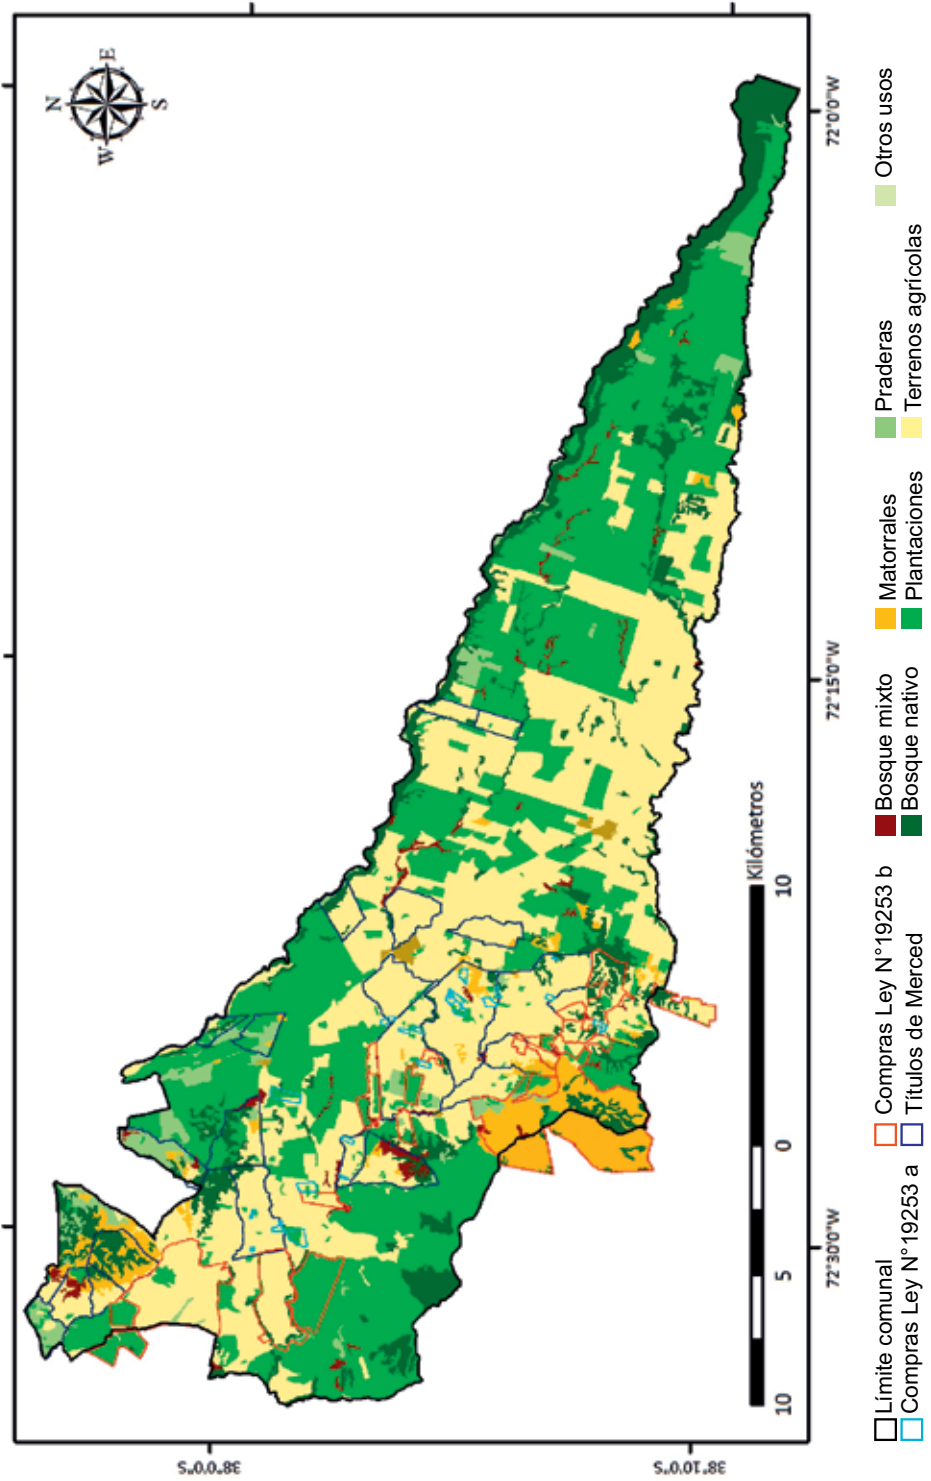 N
W
E
S
72°30'0"W
72°15'0"W
72°0'0"W
38°0'0"S
38°10'0"S
10
5
0
10
Kilómetros
Límite comunal
Compras Ley N°19253 a
Compras Ley N°19253 b
Títulos de Merced
Bosque mixto
Bosque nativo
Matorrales
Plantaciones
Praderas
Terrenos agrícolas
Otros usos